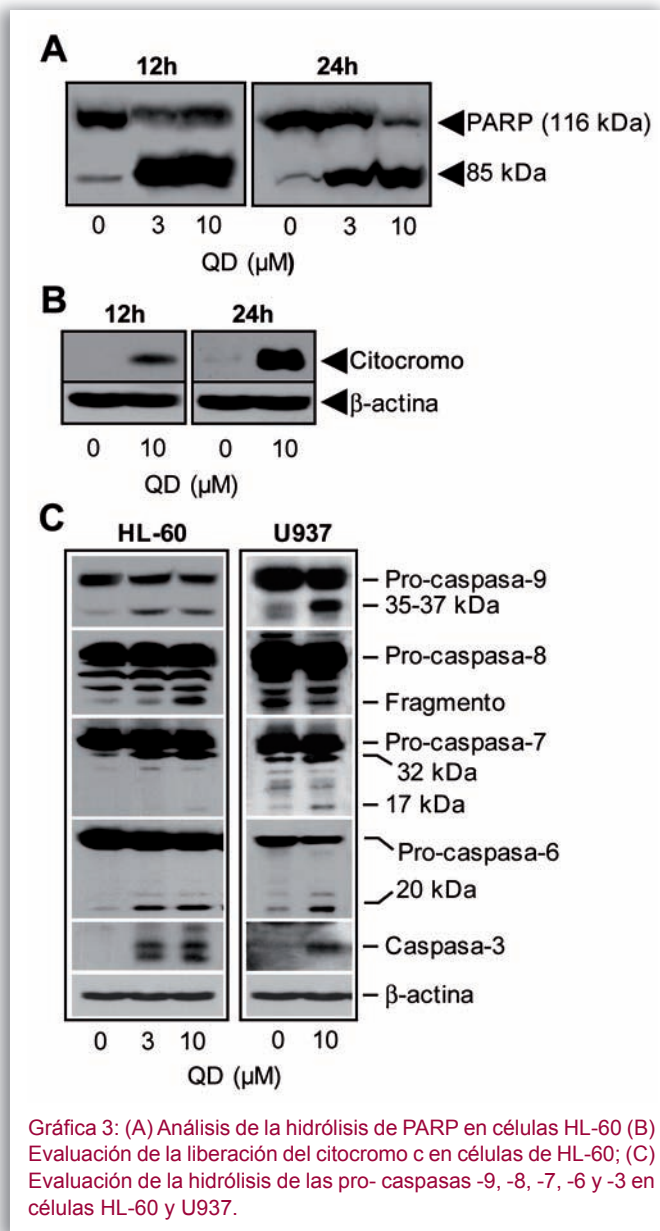 A
12h 24h
PARP (116 kDa)
85 kDa
0 3 10 0 3 10
QD (µM)
B
12h 24h
Citocromo
β-actina
0 10 0 10
QD (µM)
C
HL-60 U937
Pro-caspasa-9
35-37 kDa
Pro-caspasa-8
Fragmento
Pro-caspasa-7
32 kDa
17 kDa
Pro-caspasa-6
20 kDa
Caspasa-3
β-actina
0 3 10 0 10
QD (µM)
Gráfica 3: (A) Análisis de la hidrólisis de PARP en células HL-60 (B)
Evaluación de la liberación del citocromo c en células de HL-60; (C)
Evaluación de la hidrólisis de las pro- caspasas -9, -8, -7, -6 y -3 en
células HL-60 y U937.